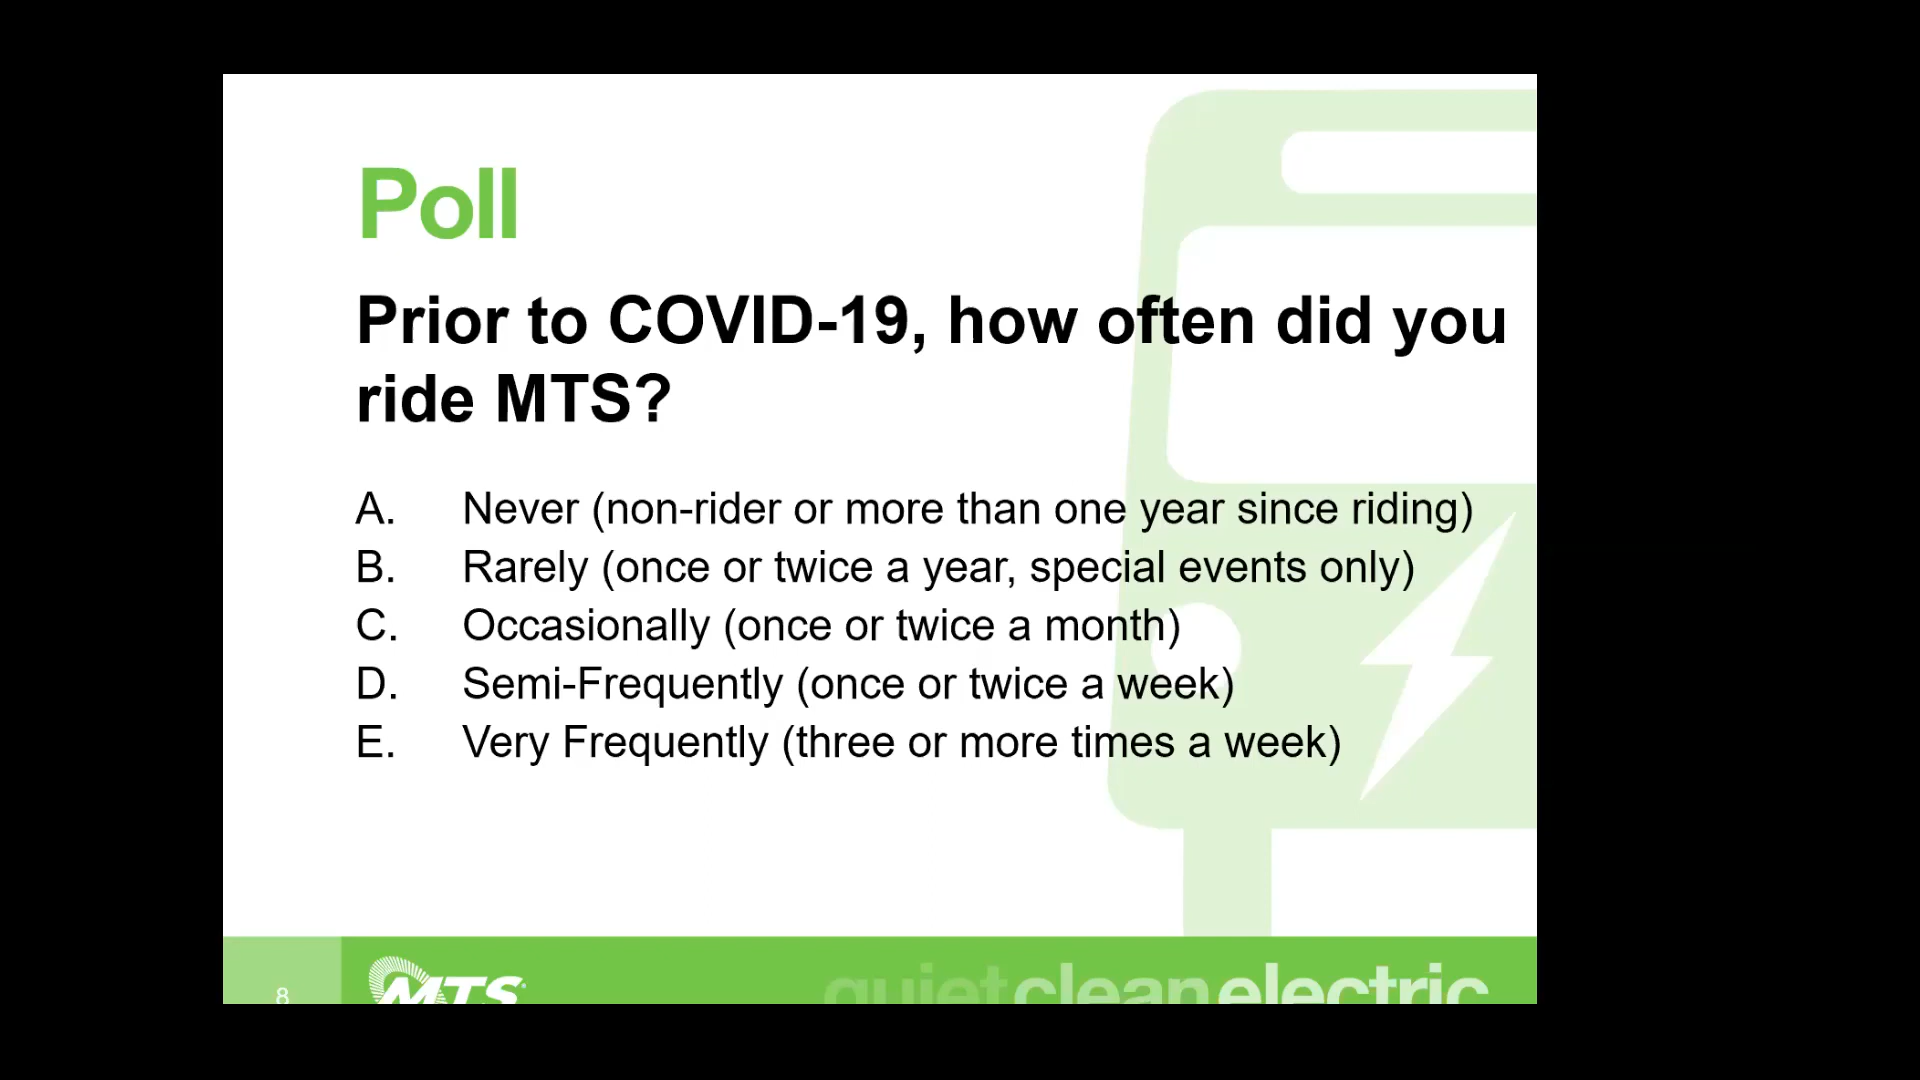 Poll
Prior to COVID-19, how often did you
ride MTS?
A. Never (non-rider or more than one year since riding)
B. Rarely (once or twice a year, special events only)
C. Occasionally (once or twice a month)
D. Semi-Frequently (once or twice a week)
E. Very Frequently (three or more times a week)
8 MTS quietcleanelectric